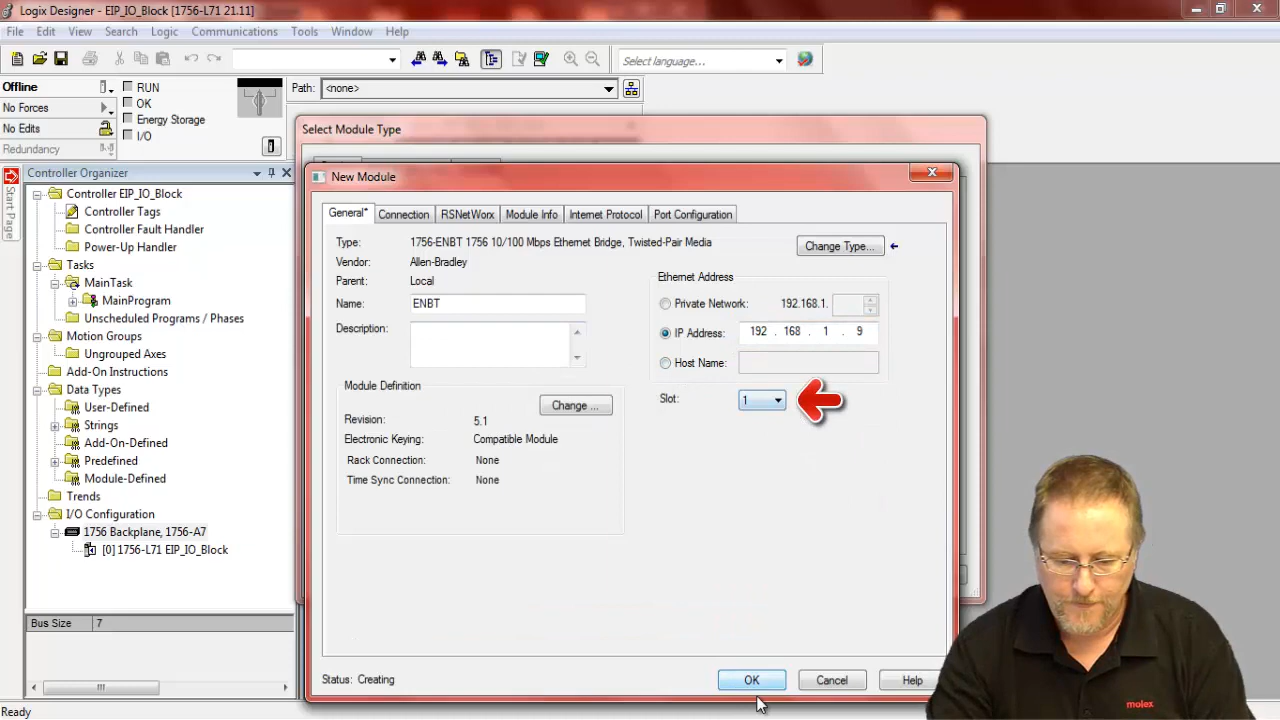 Logix Designer - EIP_IO_Block [1756-L71 21.11]
File Edit View Search Logic Communications Tools Window Help
Select language...
Offline RUN Path: <none>
No Forces OK
No Edits Energy Storage
Redundancy I/O
Start Page
Controller Organizer
Controller EIP_IO_Block
Controller Tags
Controller Fault Handler
Power-Up Handler
Tasks
MainTask
MainProgram
Unscheduled Programs / Phases
Motion Groups
Ungrouped Axes
Add-On Instructions
Data Types
User-Defined
Strings
Add-On-Defined
Predefined
Module-Defined
Trends
I/O Configuration
1756 Backplane, 1756-A7
[0] 1756-L71 EIP_IO_Block
Bus Size 7
Ready
Select Module Type
New Module
General* Connection RSNetWorx Module Info Internet Protocol Port Configuration
Type: 1756-ENBT 1756 10/100 Mbps Ethernet Bridge, Twisted-Pair Media Change Type...
Vendor: Allen-Bradley
Parent: Local
Name: ENBT
Description:
Ethernet Address
Private Network: 192.168.1.
IP Address: 192 . 168 . 1 . 9
Host Name:
Slot: 1
Module Definition
Change ...
Revision: 5.1
Electronic Keying: Compatible Module
Rack Connection: None
Time Sync Connection: None
Status: Creating OK Cancel Help
molex